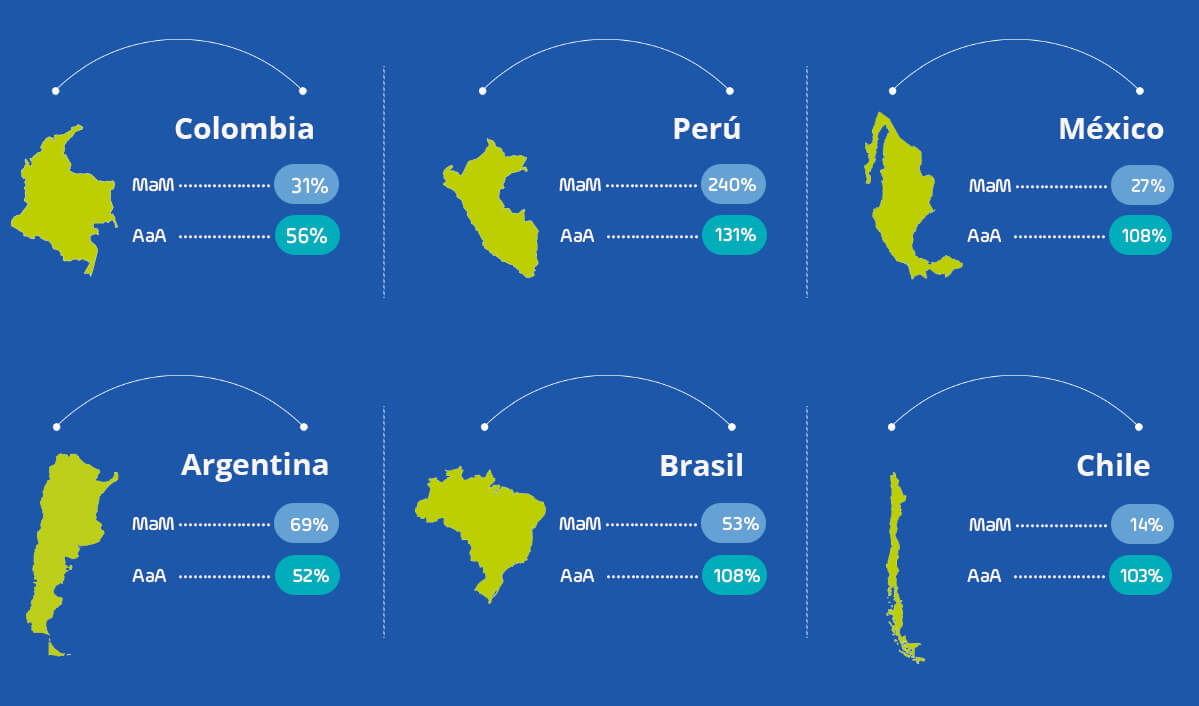 Colombia
MaM 31%
AaA 56%
Perú
MaM 240%
AaA 131%
México
MaM 27%
AaA 108%
Argentina
MaM 69%
AaA 52%
Brasil
MaM 53%
AaA 108%
Chile
MaM 14%
AaA 103%